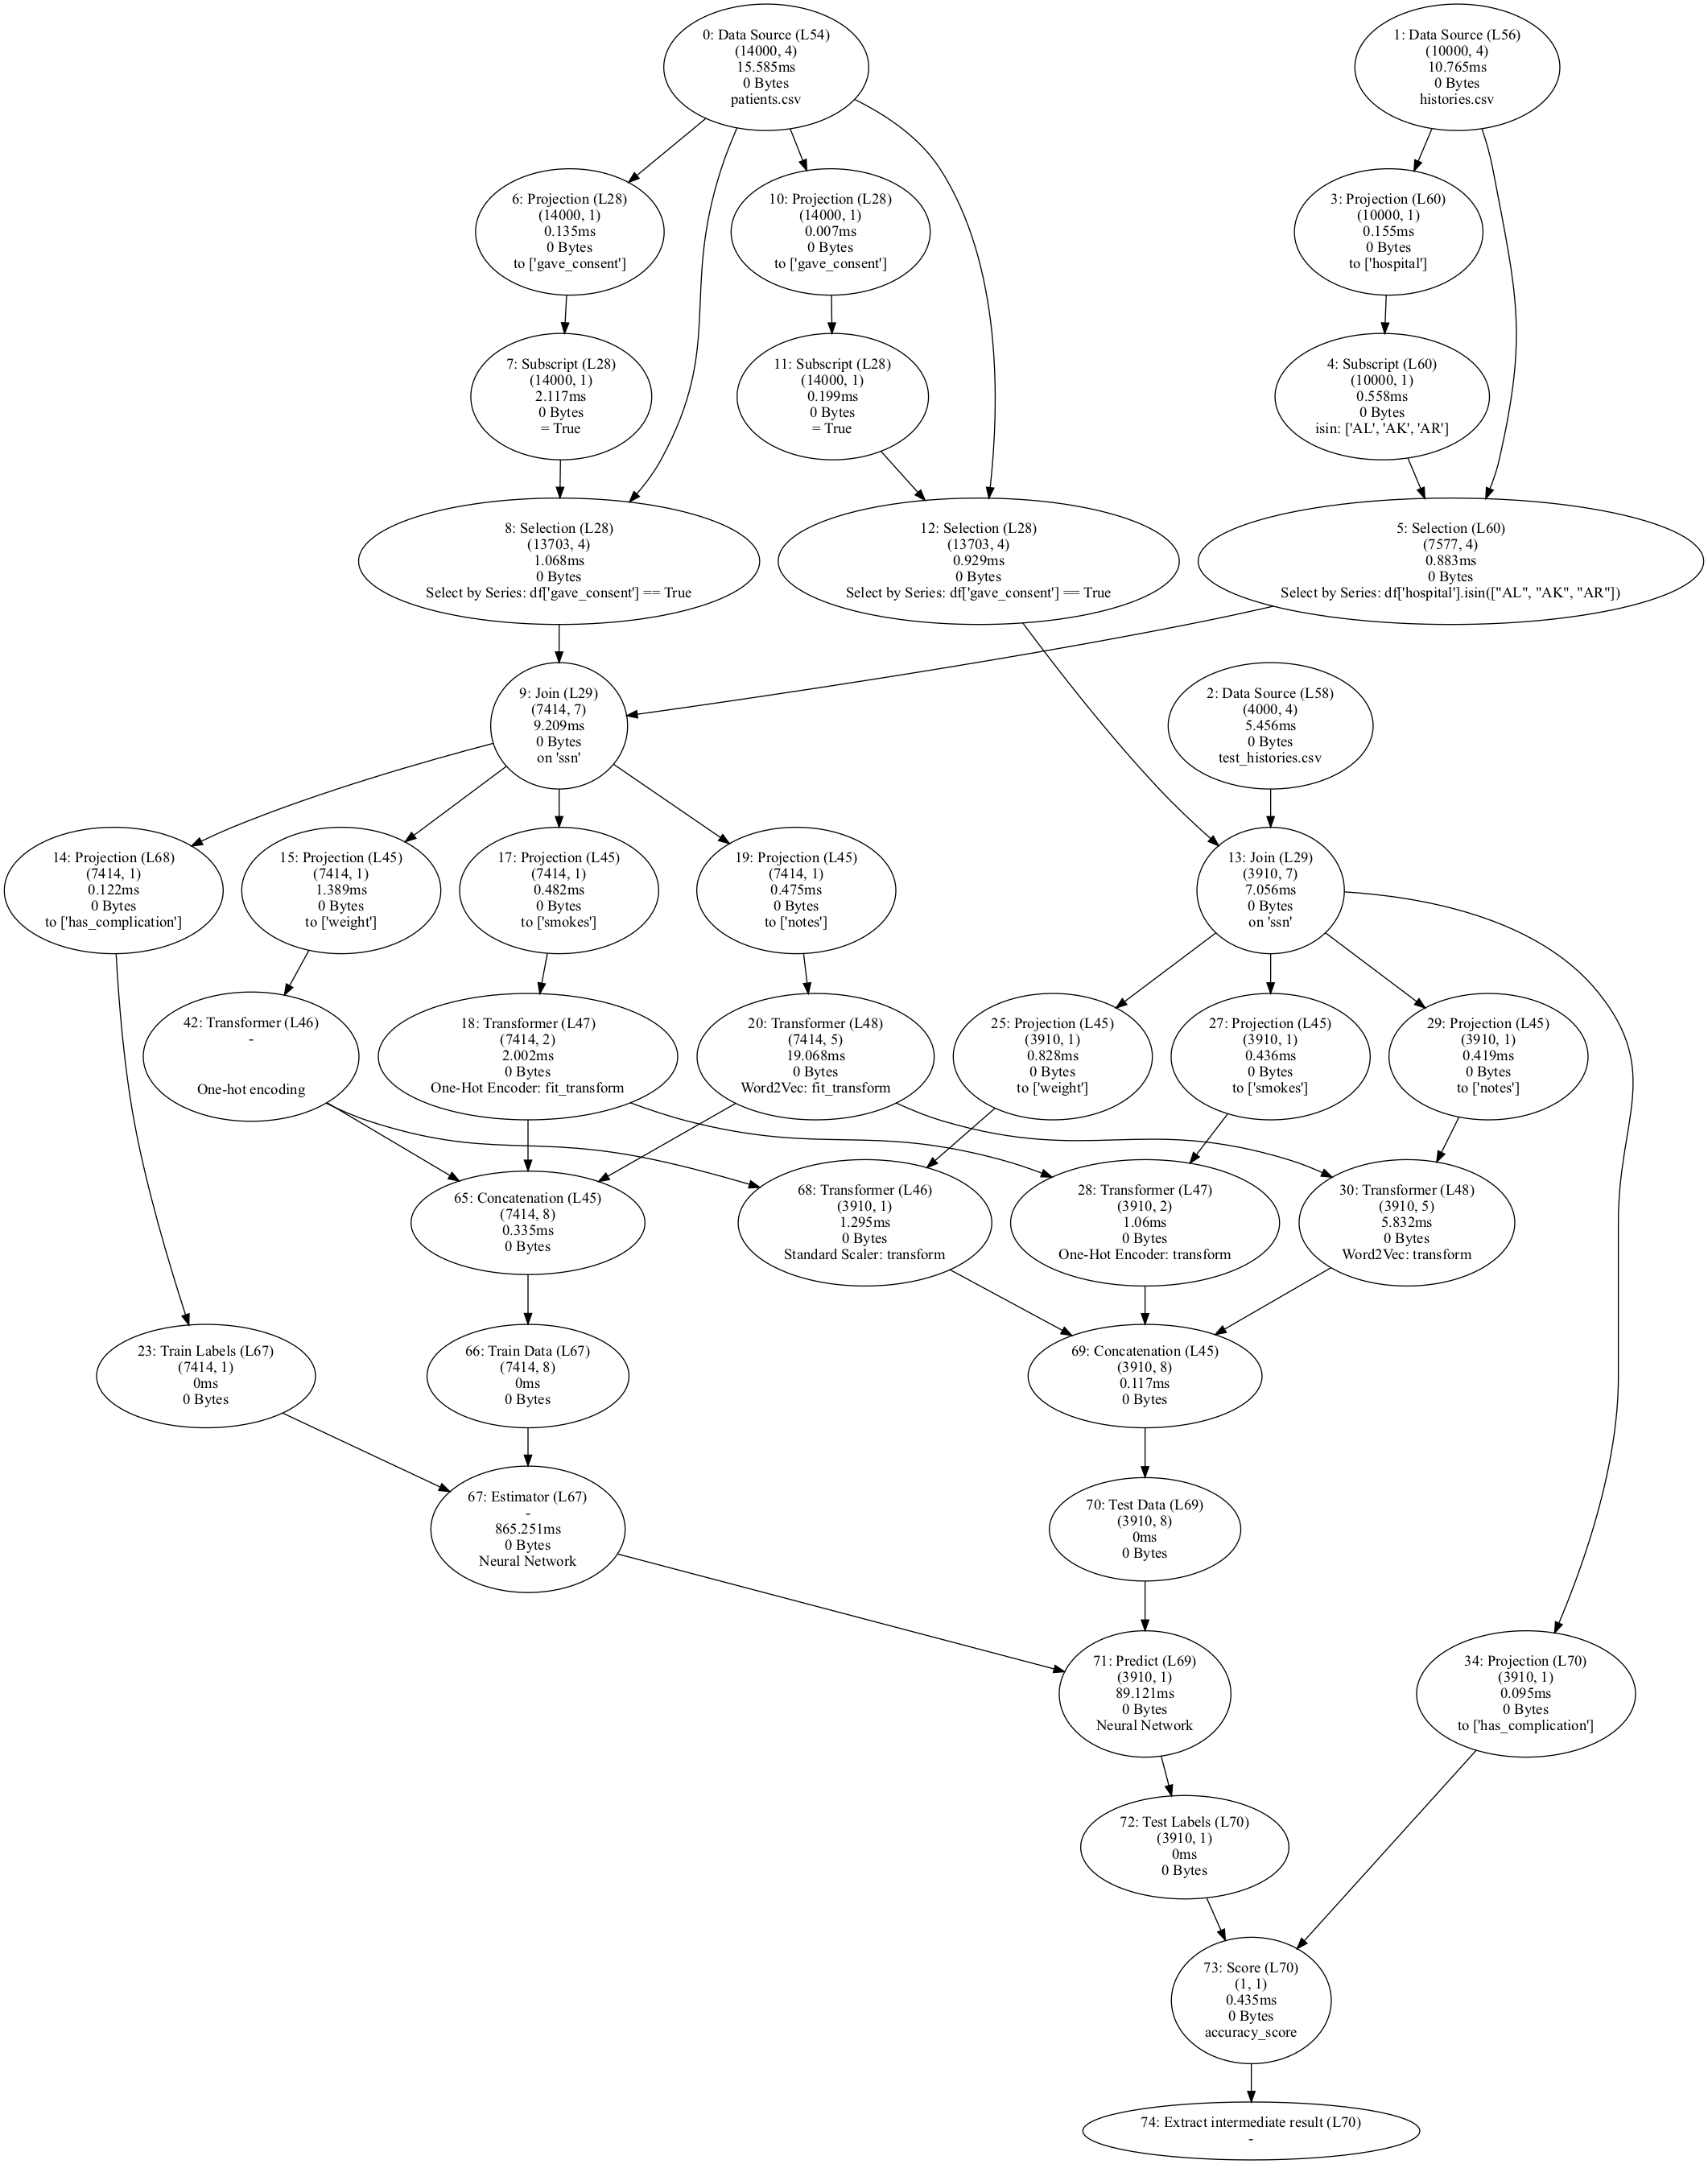 0: Data Source (L54)
(14000, 4)
15.585ms
0 Bytes
patients.csv
1: Data Source (L56)
(10000, 4)
10.765ms
0 Bytes
histories.csv
6: Projection (L28)
(14000, 1)
0.135ms
0 Bytes
to ['gave_consent']
10: Projection (L28)
(14000, 1)
0.007ms
0 Bytes
to ['gave_consent']
3: Projection (L60)
(10000, 1)
0.155ms
0 Bytes
to ['hospital']
7: Subscript (L28)
(14000, 1)
2.117ms
0 Bytes
= True
11: Subscript (L28)
(14000, 1)
0.199ms
0 Bytes
= True
4: Subscript (L60)
(10000, 1)
0.558ms
0 Bytes
isin: ['AL', 'AK', 'AR']
8: Selection (L28)
(13703, 4)
1.068ms
0 Bytes
Select by Series: df['gave_consent'] == True
12: Selection (L28)
(13703, 4)
0.929ms
0 Bytes
Select by Series: df['gave_consent'] == True
5: Selection (L60)
(7577, 4)
0.883ms
0 Bytes
Select by Series: df['hospital'].isin(["AL", "AK", "AR"])
9: Join (L29)
(7414, 7)
9.209ms
0 Bytes
on 'ssn'
2: Data Source (L58)
(4000, 4)
5.456ms
0 Bytes
test_histories.csv
14: Projection (L68)
(7414, 1)
0.122ms
0 Bytes
to ['has_complication']
15: Projection (L45)
(7414, 1)
1.389ms
0 Bytes
to ['weight']
17: Projection (L45)
(7414, 1)
0.482ms
0 Bytes
to ['smokes']
19: Projection (L45)
(7414, 1)
0.475ms
0 Bytes
to ['notes']
13: Join (L29)
(3910, 7)
7.056ms
0 Bytes
on 'ssn'
42: Transformer (L46)
-
One-hot encoding
18: Transformer (L47)
(7414, 2)
2.002ms
0 Bytes
One-Hot Encoder: fit_transform
20: Transformer (L48)
(7414, 5)
19.068ms
0 Bytes
Word2Vec: fit_transform
25: Projection (L45)
(3910, 1)
0.828ms
0 Bytes
to ['weight']
27: Projection (L45)
(3910, 1)
0.436ms
0 Bytes
to ['smokes']
29: Projection (L45)
(3910, 1)
0.419ms
0 Bytes
to ['notes']
65: Concatenation (L45)
(7414, 8)
0.335ms
0 Bytes
68: Transformer (L46)
(3910, 1)
1.295ms
0 Bytes
Standard Scaler: transform
28: Transformer (L47)
(3910, 2)
1.06ms
0 Bytes
One-Hot Encoder: transform
30: Transformer (L48)
(3910, 5)
5.832ms
0 Bytes
Word2Vec: transform
23: Train Labels (L67)
(7414, 1)
0ms
0 Bytes
66: Train Data (L67)
(7414, 8)
0ms
0 Bytes
69: Concatenation (L45)
(3910, 8)
0.117ms
0 Bytes
67: Estimator (L67)
-
865.251ms
0 Bytes
Neural Network
70: Test Data (L69)
(3910, 8)
0ms
0 Bytes
71: Predict (L69)
(3910, 1)
89.121ms
0 Bytes
Neural Network
34: Projection (L70)
(3910, 1)
0.095ms
0 Bytes
to ['has_complication']
72: Test Labels (L70)
(3910, 1)
0ms
0 Bytes
73: Score (L70)
(1, 1)
0.435ms
0 Bytes
accuracy_score
74: Extract intermediate result (L70)
-